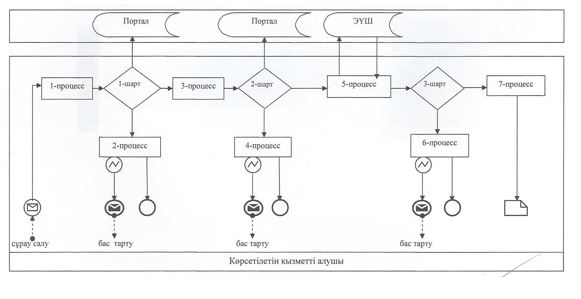 Портал
Портал
ЭҮШ
1-процесс
1-шарт
3-процесс
2-шарт
5-процесс
3-шарт
7-процесс
2-процесс
4-процесс
6-процесс
сұрау салу
бас тарту
бас тарту
бас тарту
Көрсетілетін қызметті алушы